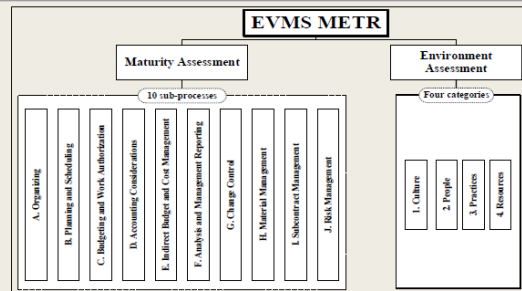 EVMS METR
Maturity Assessment
Environment
Assessment
10 sub-processes
Four categories
A. Organizing
B. Planning and Scheduling
C. Budgeting and Work Authorization
D. Accounting Considerations
E. Indirect Budget and Cost Management
F. Analysis and Management Reporting
G. Change Control
H. Material Management
I. Subcontract Management
J. Risk Management
1. Culture
2. People
3. Practices
4. Resources